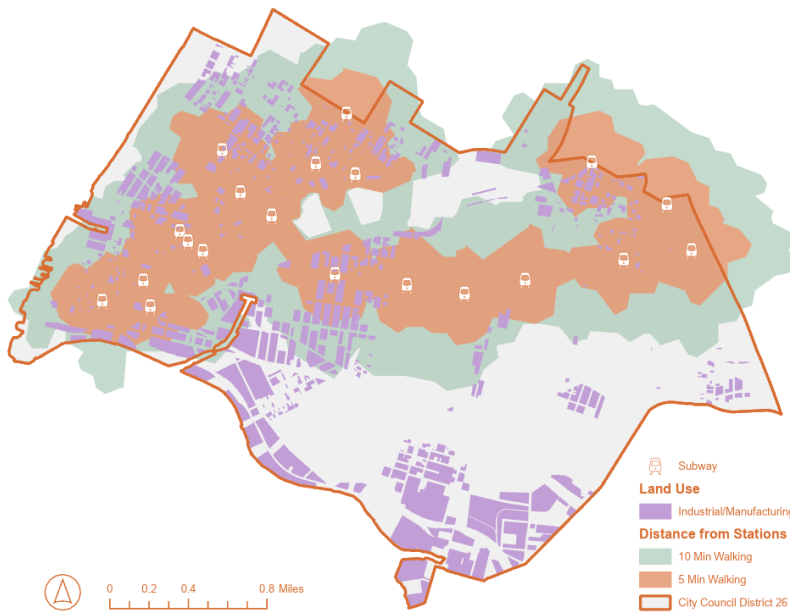 Subway
Land Use
Industrial/Manufacturing
Distance from Stations
10 Min Walking
5 Min Walking
City Council District 26
0 0.2 0.4 0.8 Miles